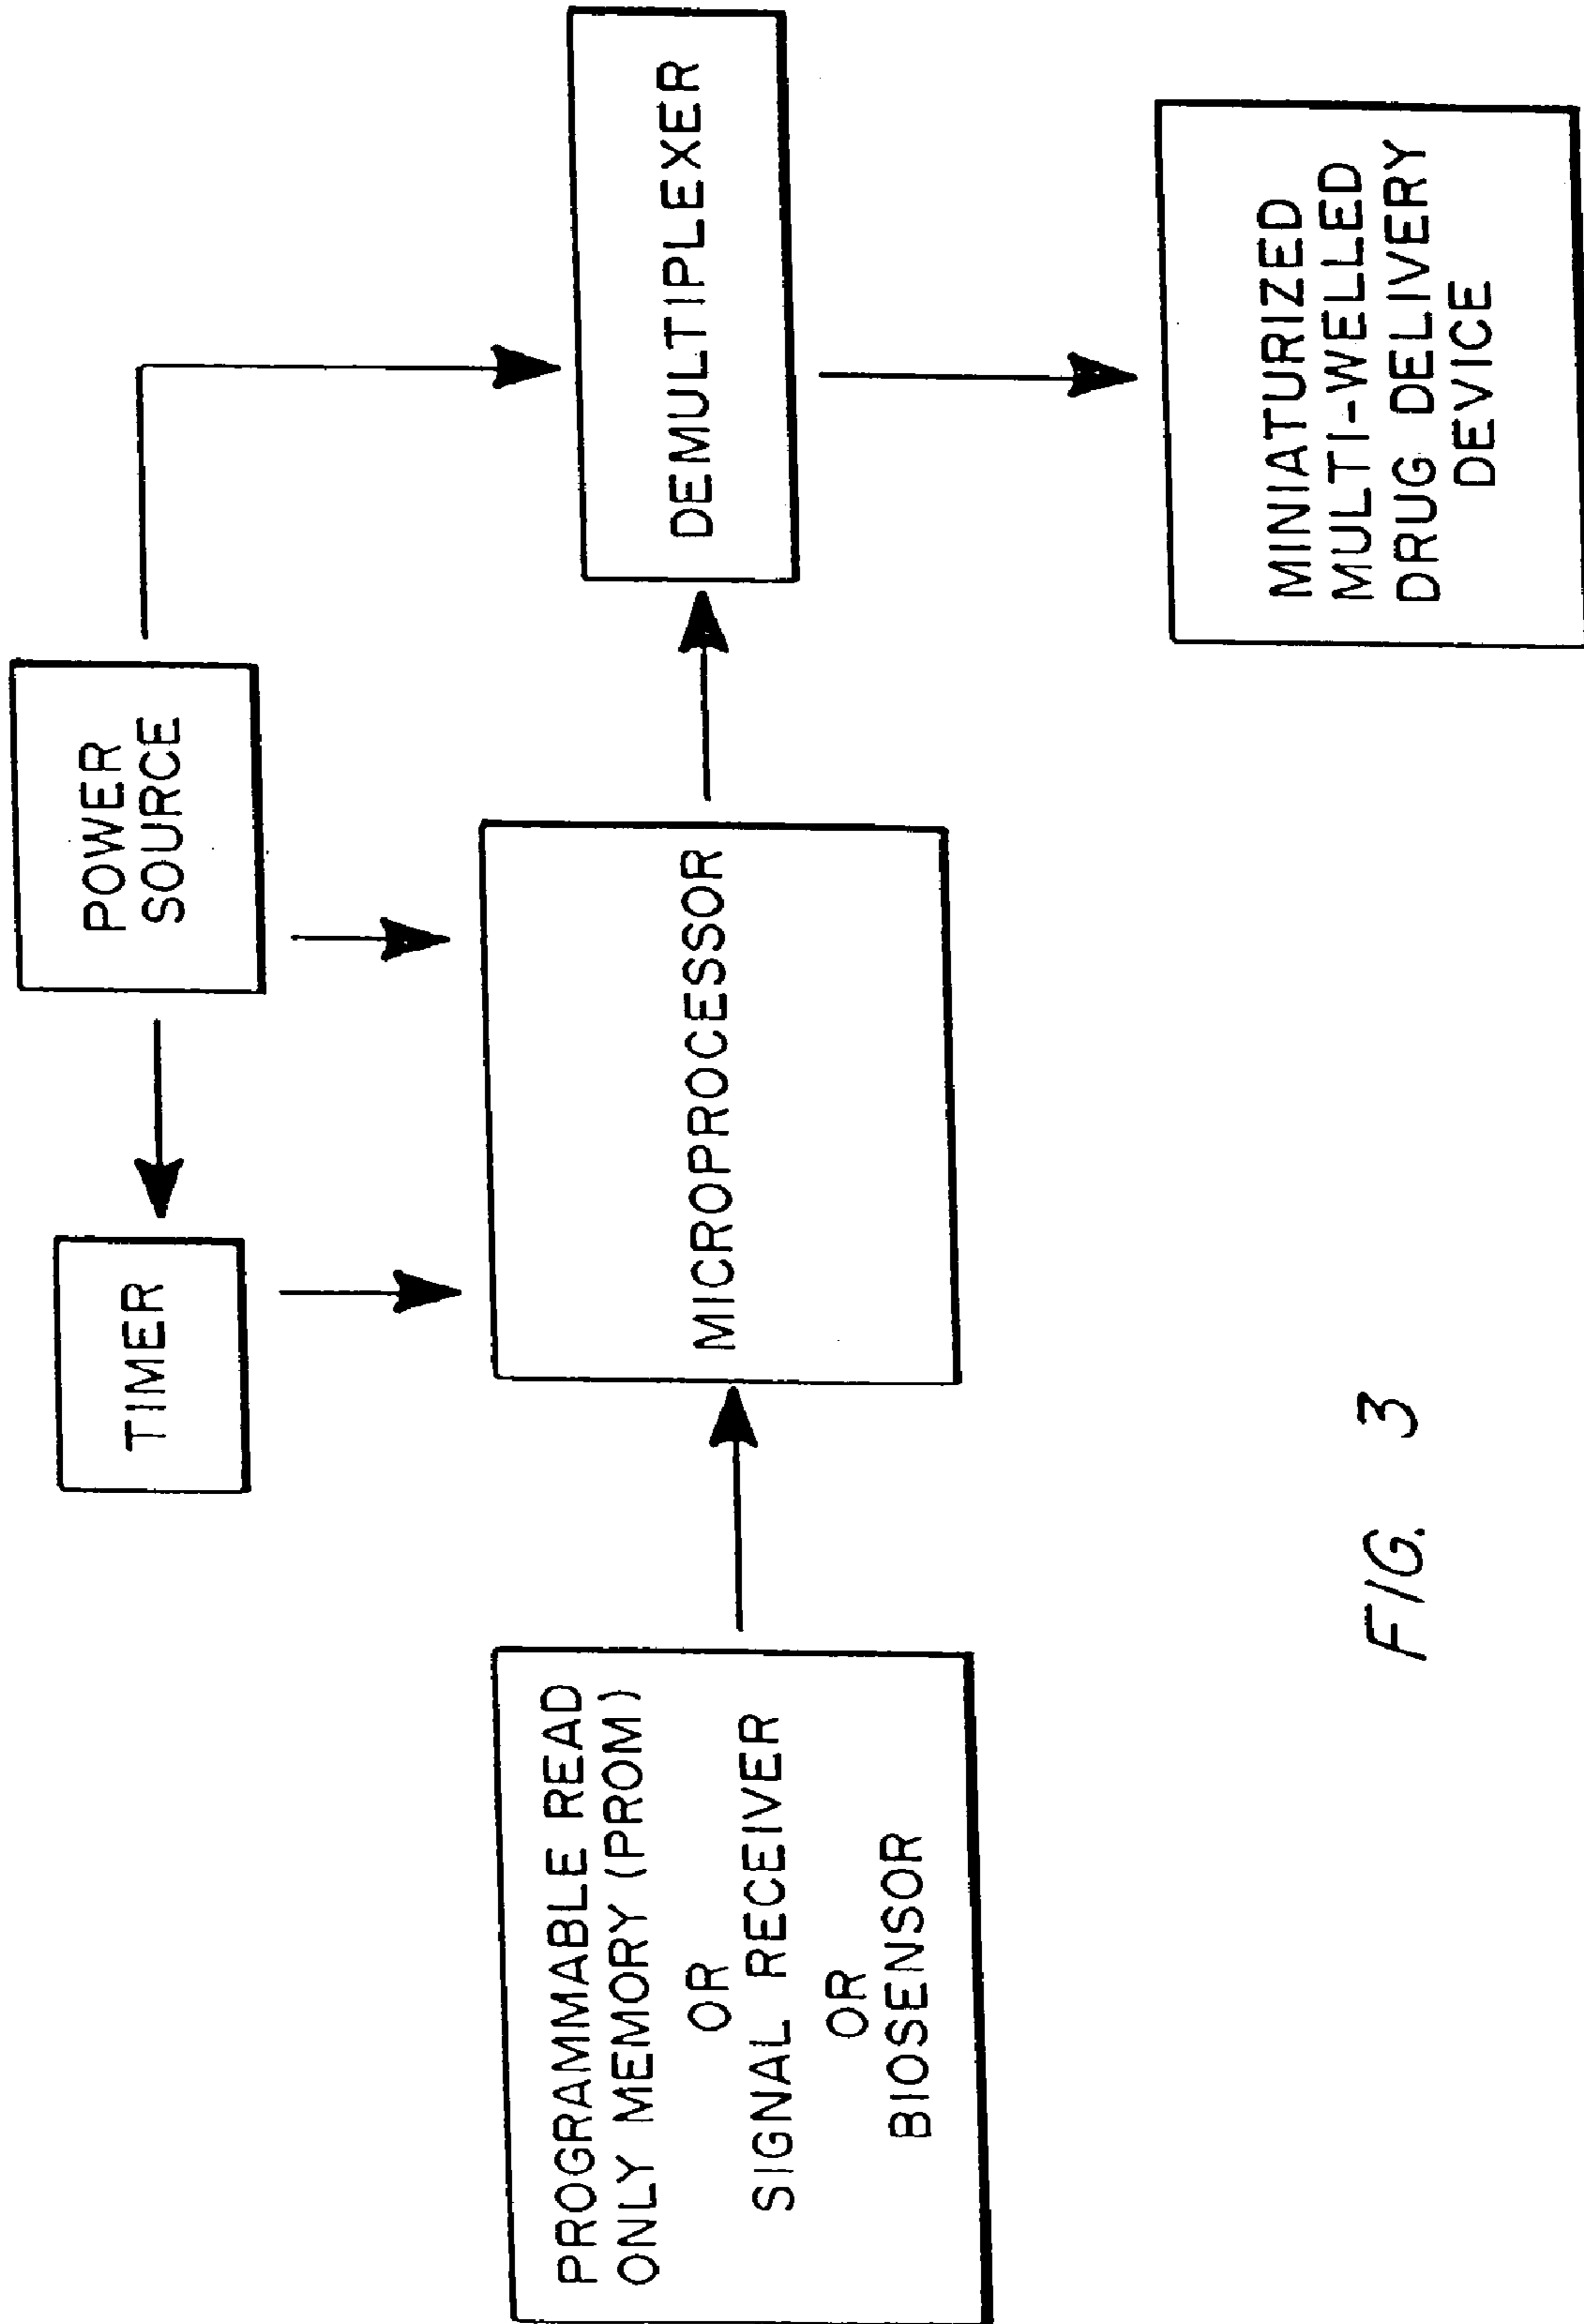 POWER
SOURCE
TIMER
DEMULTIPLEXER
MICROPROCESSOR
PROGRAMMABLE READ
ONLY MEMORY (PROM)
OR
SIGNAL RECEIVER
OR
BIOSENSOR
MINIATURIZED
MULTI-WELLED
DRUG DELIVERY
DEVICE
FIG. 3